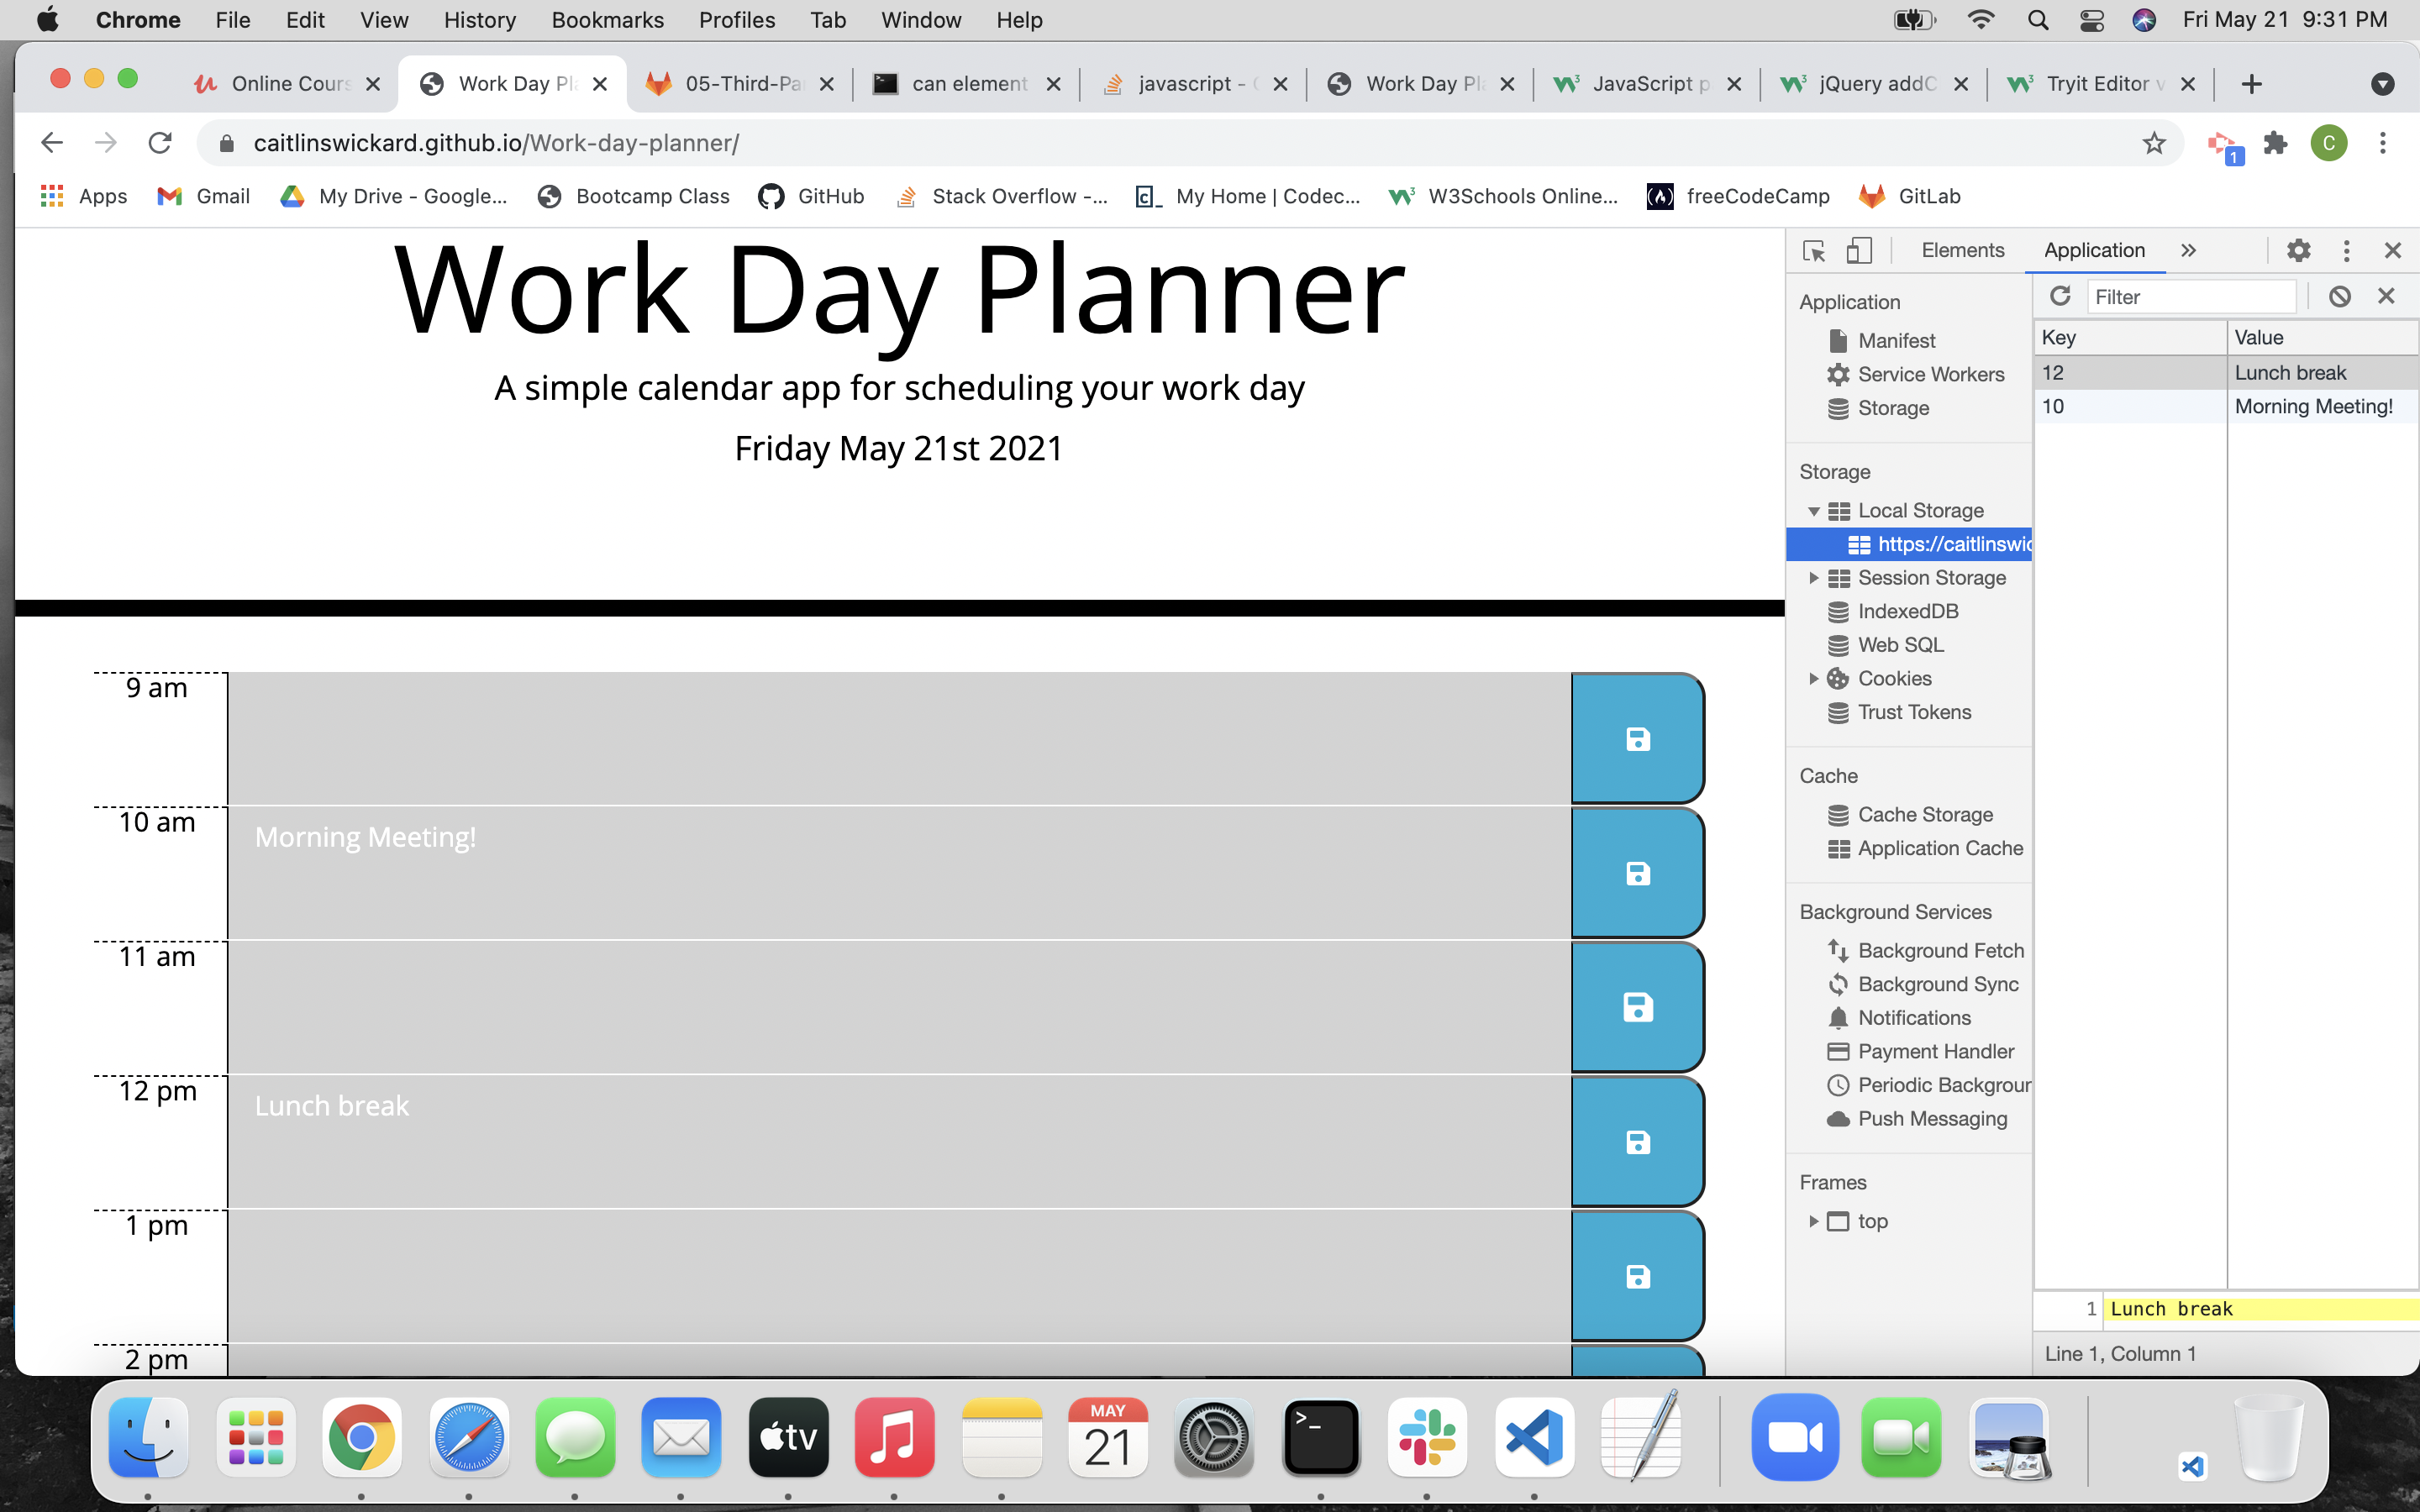 Chrome File Edit View History Bookmarks Profiles Tab Window Help Fri May 21 9:31 PM
Online Cours Work Day Pl 05-Third-Pa can element javascript - Work Day Pl JavaScript p jQuery addC Tryit Editor v
caitlinswickard.github.io/Work-day-planner/ 1 C
Apps Gmail My Drive - Google... Bootcamp Class GitHub Stack Overflow -... My Home | Codec... W3Schools Online... freeCodeCamp GitLab
Work Day Planner
A simple calendar app for scheduling your work day
Friday May 21st 2021
9 am
10 am Morning Meeting!
11 am
12 pm Lunch break
1 pm
2 pm
Elements Application
Application
Manifest
Service Workers
Storage
Storage
Local Storage
https://caitlinswic
Session Storage
IndexedDB
Web SQL
Cookies
Trust Tokens
Cache
Cache Storage
Application Cache
Background Services
Background Fetch
Background Sync
Notifications
Payment Handler
Periodic Backgroun
Push Messaging
Frames
top
Filter
Key Value
12 Lunch break
10 Morning Meeting!
1 Lunch break
Line 1, Column 1
tv
MAY
21